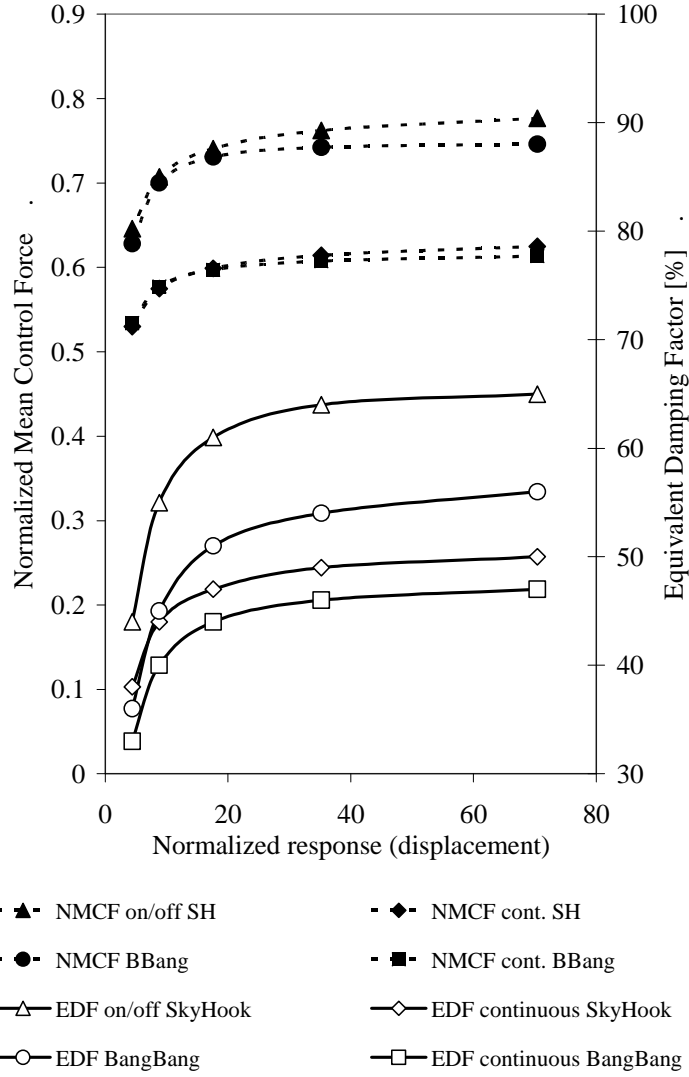 0.9
0.8
0.7
0.6
0.5
0.4
0.3
0.2
0.1
0
Normalized Mean Control Force .
100
90
80
70
60
50
40
30
Equivalent Damping Factor [%] .
0 20 40 60 80
Normalized response (displacement)
NMCF on/off SH NMCF cont. SH
NMCF BBang NMCF cont. BBang
EDF on/off SkyHook EDF continuous SkyHook
EDF BangBang EDF continuous BangBang